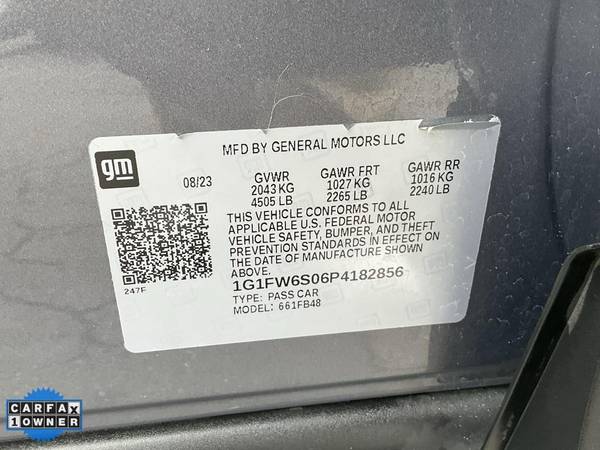 gm
MFD BY GENERAL MOTORS LLC
08/23 GVWR GAWR FRT GAWR RR
2043 KG 1027 KG 1016 KG
4505 LB 2265 LB 2240 LB
THIS VEHICLE CONFORMS TO ALL
APPLICABLE U.S. FEDERAL MOTOR
VEHICLE SAFETY, BUMPER, AND THEFT
PREVENTION STANDARDS IN EFFECT ON
DATE OF MANUFACTURE SHOWN
ABOVE.
247F
1G1FW6S06P4182856
TYPE: PASS CAR
MODEL: 661FB48
CARFAX
1 OWNER